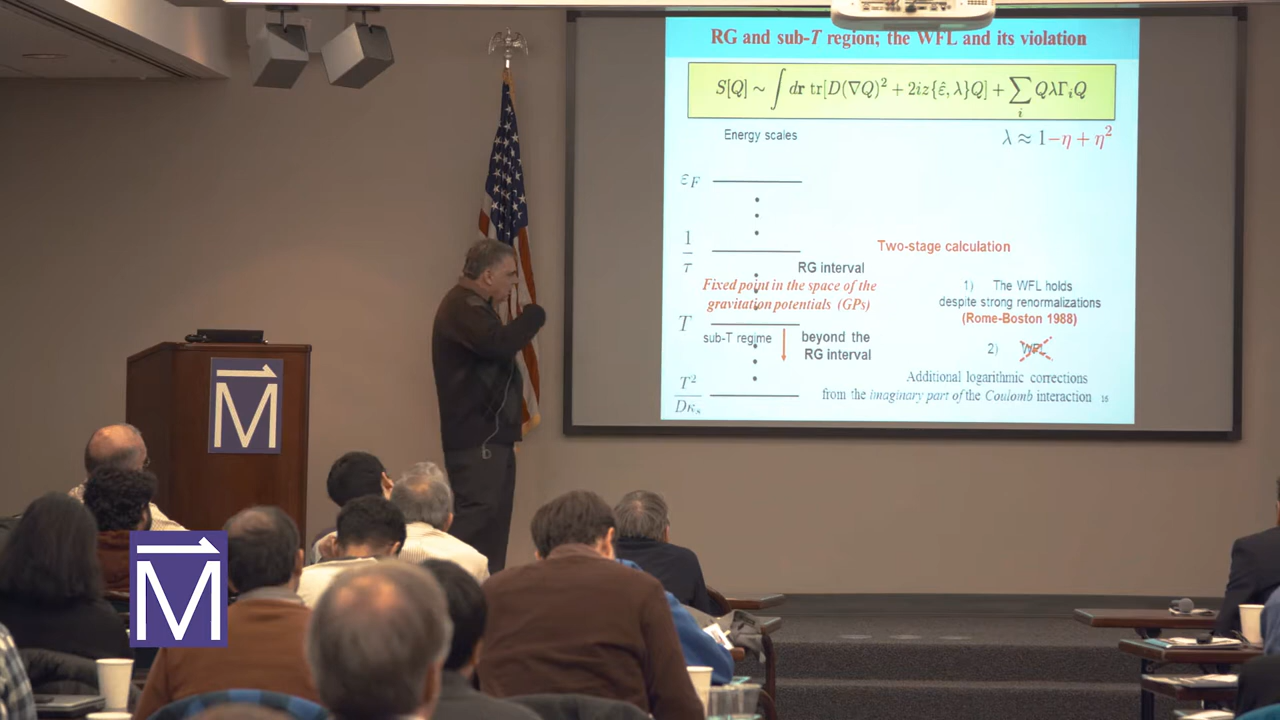 RG and sub-T region; the WFL and its violation
S[Q] ~ ∫ dr tr[D(∇Q)² + 2iz{ε̂, λ}Q] + ∑ᵢ QλΓᵢQ
Energy scales
λ ≈ 1−η + η²
ε_F
1/τ
Two-stage calculation
RG interval
Fixed point in the space of the
gravitation potentials (GPs)
1) The WFL holds
despite strong renormalizations
(Rome-Boston 1988)
T
sub-T regime
beyond the
RG interval
2) WFL
Additional logarithmic corrections
from the imaginary part of the Coulomb interaction
16
T²/Dκₛ
M
M